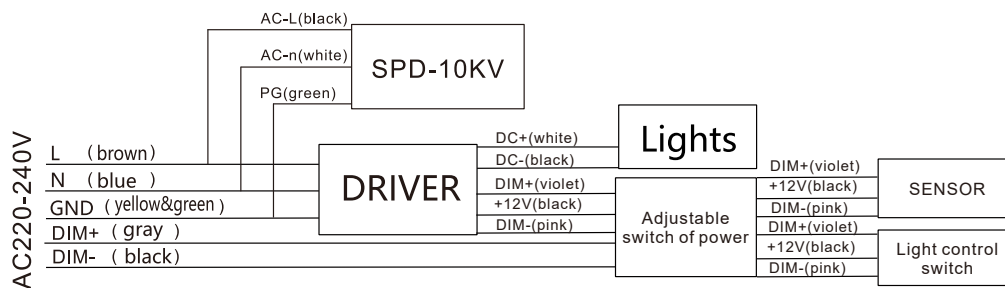 AC-L(black)
AC-n(white)
SPD-10KV
PG(green)
AC220-240V
L （brown)
N （blue ）
GND（yellow&green )
DIM+（gray ）
DIM-（black）
DRIVER
DC+(white)
DC-(black)
Lights
DIM+(violet)
+12V(black)
DIM-(pink)
Adjustable
switch of power
DIM+(violet)
+12V(black)
DIM-(pink)
SENSOR
DIM+(violet)
+12V(black)
DIM-(pink)
Light control
switch